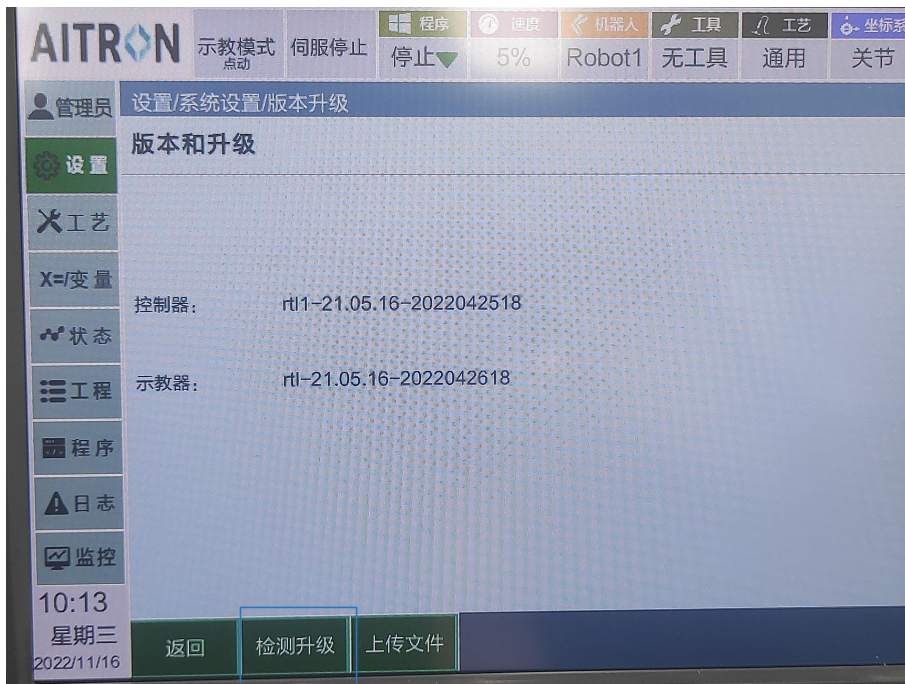 AITRON
示教模式
点动
伺服停止
程序
停止
速度
5%
机器人
Robot1
工具
无工具
工艺
通用
坐标系
关节
管理员
设置/系统设置/版本升级
设置
版本和升级
工艺
X=/变量
控制器: rtl1-21.05.16-2022042518
状态
示教器: rtl-21.05.16-2022042618
工程
程序
日志
监控
10:13
星期三
2022/11/16
返回
检测升级
上传文件